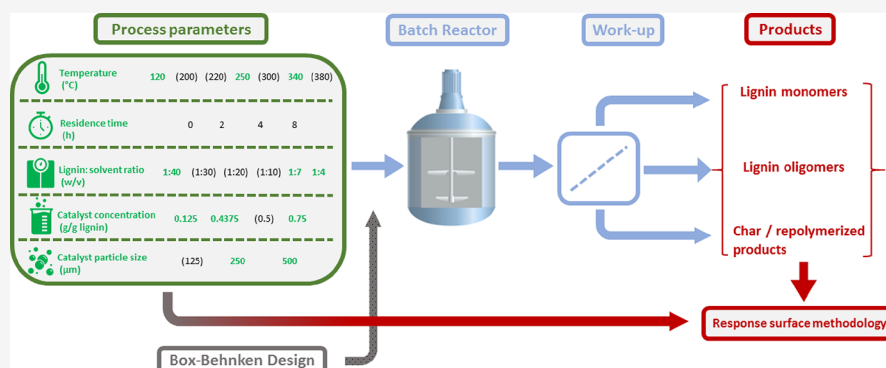 Process parameters
Batch Reactor
Work-up
Products
Temperature
(°C)
120 (200) (220) 250 (300) 340 (380)
Residence time
(h)
0 2 4 8
Lignin: solvent ratio
(w/v)
1:40 (1:30) (1:20) (1:10) 1:7 1:4
Catalyst concentration
(g/g lignin)
0.125 0.4375 (0.5) 0.75
Catalyst particle size
(µm)
(125) 250 500
Lignin monomers
Lignin oligomers
Char / repolymerized
products
Response surface methodology
Box-Behnken Design